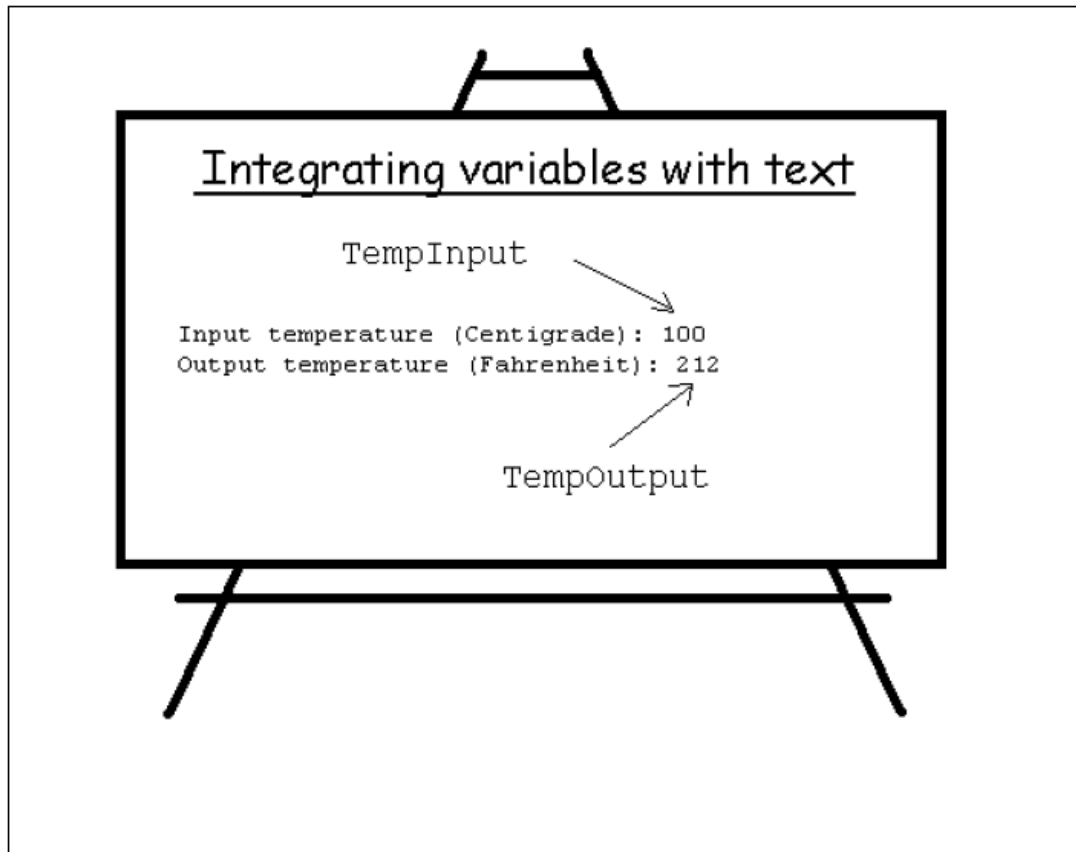 Integrating variables with text
TempInput
Input temperature (Centigrade): 100
Output temperature (Fahrenheit): 212
TempOutput